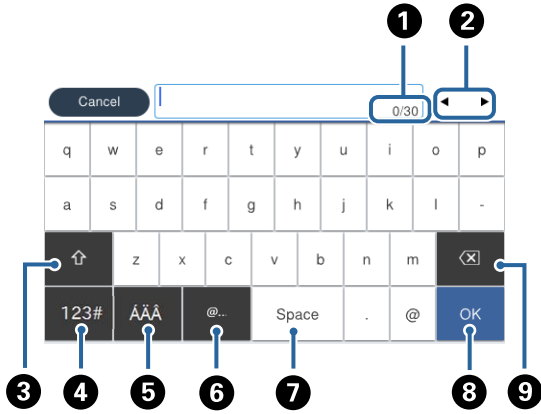 1 2
Cancel 0/30 ◀ ▶
q w e r t y u i o p
a s d f g h j k l -
z x c v b n m
123# ÁÄÂ @... Space . @ OK
3 4 5 6 7 8 9